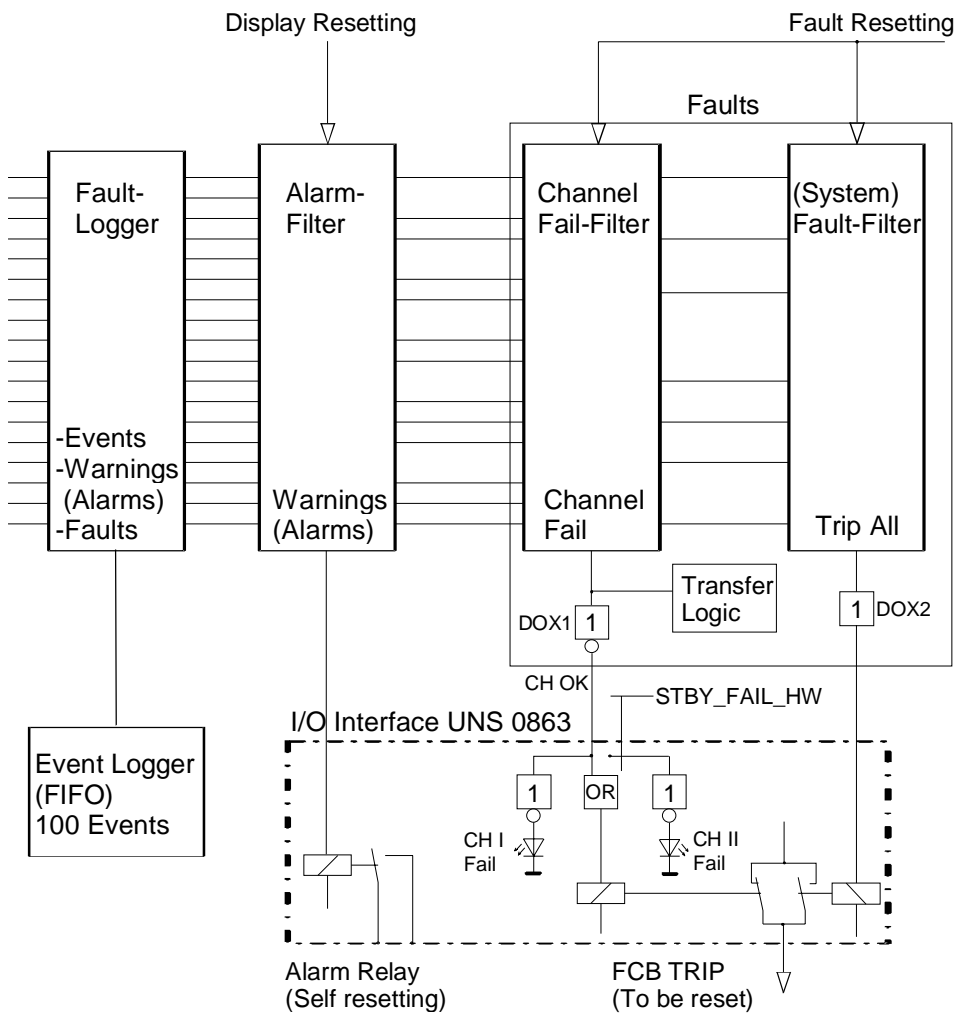 Display Resetting
Fault Resetting
Faults
Fault-
Logger
Alarm-
Filter
Channel
Fail-Filter
(System)
Fault-Filter
-Events
-Warnings
(Alarms)
-Faults
Warnings
(Alarms)
Channel
Fail
Trip All
Transfer
Logic
DOX1
1
1
DOX2
CH OK
STBY_FAIL_HW
I/O Interface UNS 0863
Event Logger
(FIFO)
100 Events
1
OR
1
CH I
Fail
CH II
Fail
Alarm Relay
(Self resetting)
FCB TRIP
(To be reset)